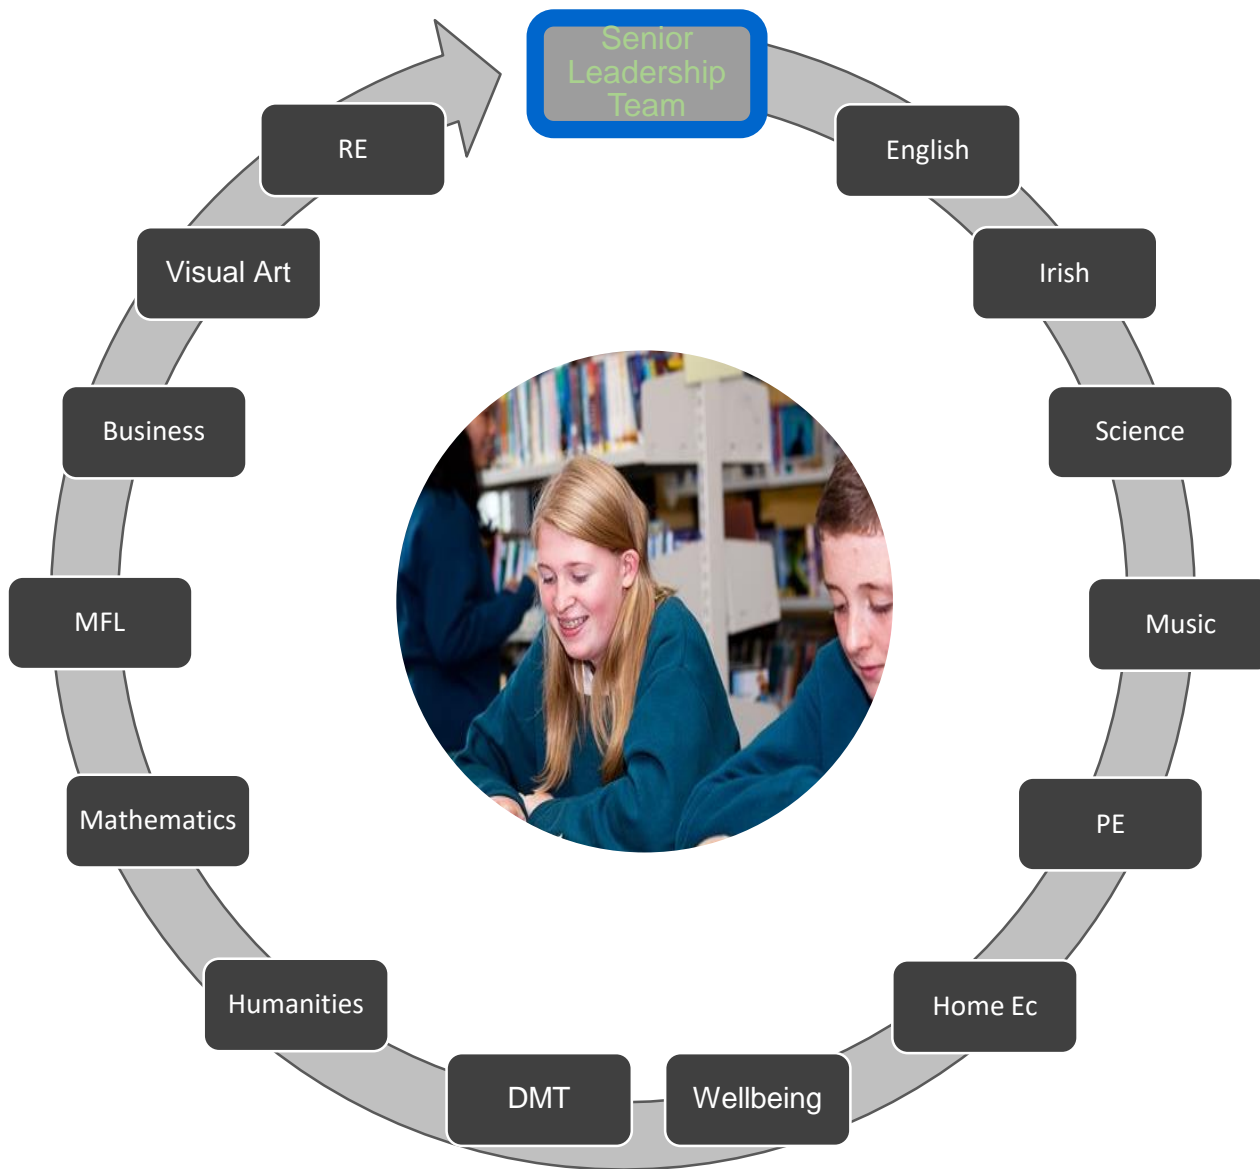 Senior
Leadership
Team
English
Irish
Science
Music
PE
Home Ec
Wellbeing
DMT
Humanities
Mathematics
MFL
Business
Visual Art
RE